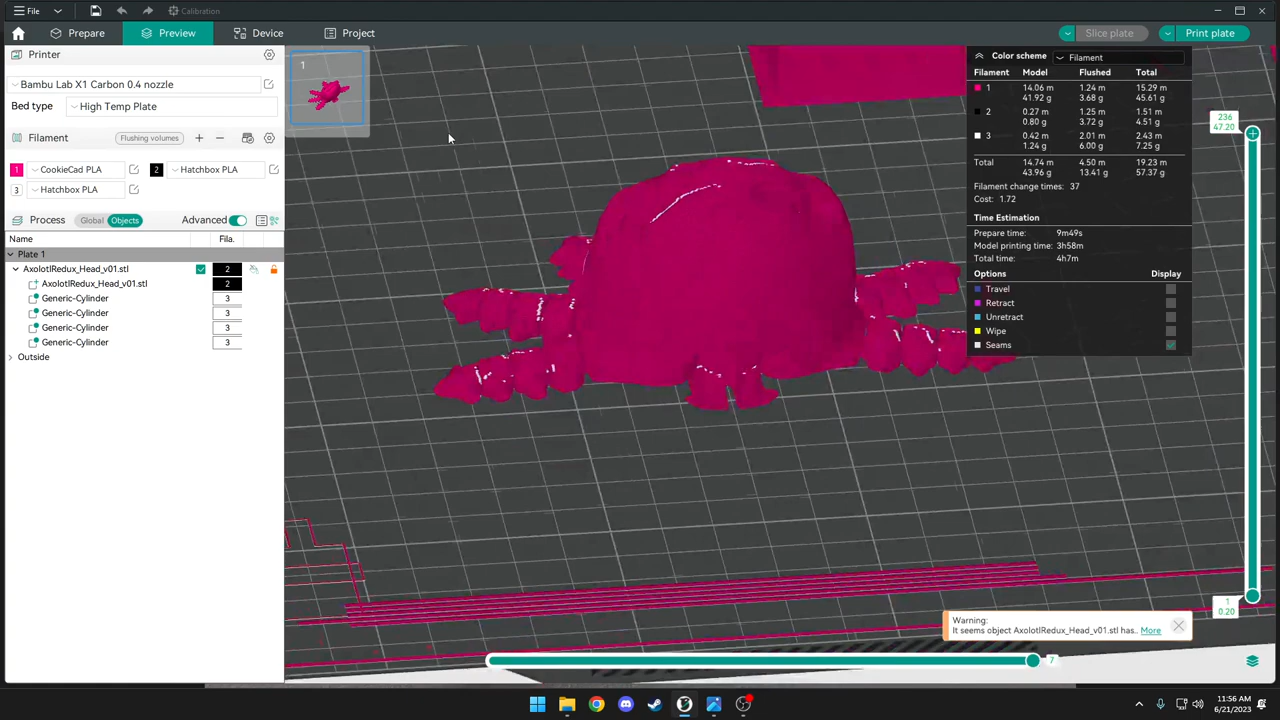 File
Calibration
Prepare
Preview
Device
Project
Slice plate
Print plate
Printer
Bambu Lab X1 Carbon 0.4 nozzle
Bed type
High Temp Plate
Filament
Flushing volumes
1
CookieCad PLA
2
Hatchbox PLA
3
Hatchbox PLA
Process
Global
Objects
Advanced
Name
Fila.
Plate 1
AxolotlRedux_Head_v01.stl
2
AxolotlRedux_Head_v01.stl
2
Generic-Cylinder
3
Generic-Cylinder
3
Generic-Cylinder
3
Generic-Cylinder
3
Outside
1
Color scheme
Filament
Filament Model Flushed Total
1 14.06 m 1.24 m 15.29 m
41.92 g 3.68 g 45.61 g
2 0.27 m 1.25 m 1.51 m
0.80 g 3.72 g 4.51 g
3 0.42 m 2.01 m 2.43 m
1.24 g 6.00 g 7.25 g
Total 14.74 m 4.50 m 19.23 m
43.96 g 13.41 g 57.37 g
Filament change times: 37
Cost: 1.72
Time Estimation
Prepare time: 9m49s
Model printing time: 3h58m
Total time: 4h7m
Options Display
Travel
Retract
Unretract
Wipe
Seams
236
47.20
1
0.20
Warning:
It seems object AxolotlRedux_Head_v01.stl has.. More
7
11:56 AM
6/21/2023